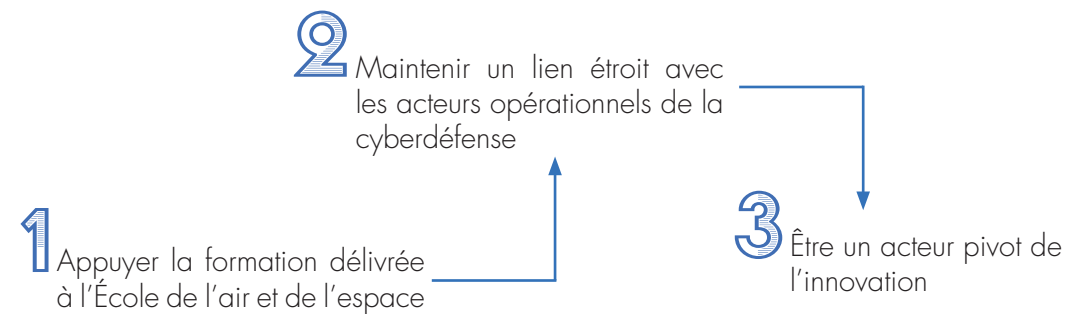 1
Appuyer la formation délivrée
à l'École de l'air et de l'espace
2
Maintenir un lien étroit avec
les acteurs opérationnels de la
cyberdéfense
3
Être un acteur pivot de
l'innovation